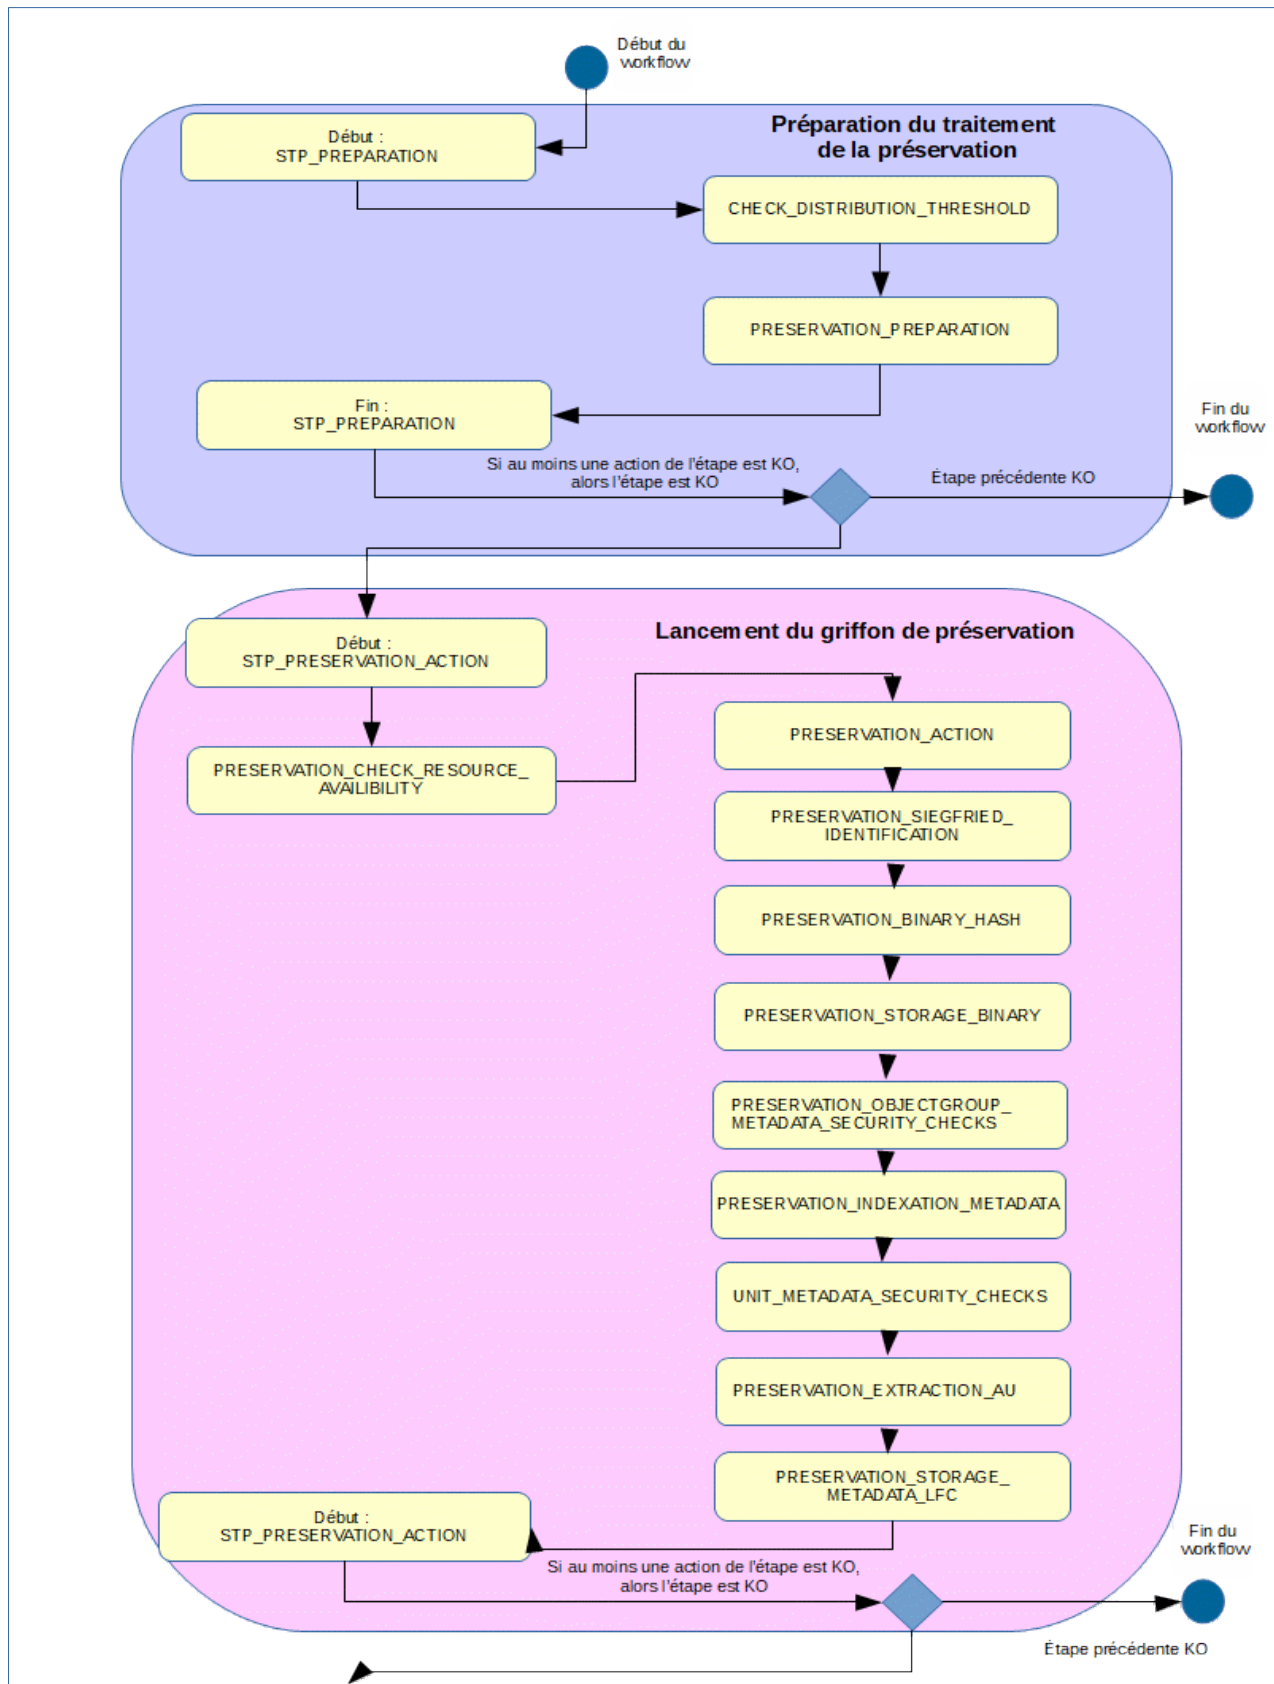 Début du
workflow
Préparation du traitement
de la préservation
Début :
STP_PREPARATION
CHECK_DISTRIBUTION_THRESHOLD
PRESERVATION_PREPARATION
Fin :
STP_PREPARATION
Fin du
workflow
Si au moins une action de l'étape est KO,
alors l'étape est KO
Étape précédente KO
Lancement du griffon de préservation
Début :
STP_PRESERVATION_ACTION
PRESERVATION_ACTION
PRESERVATION_CHECK_RESOURCE_
AVAILIBILITY
PRESERVATION_SIEGFRIED_
IDENTIFICATION
PRESERVATION_BINARY_HASH
PRESERVATION_STORAGE_BINARY
PRESERVATION_OBJECTGROUP_
METADATA_SECURITY_CHECKS
PRESERVATION_INDEXATION_METADATA
UNIT_METADATA_SECURITY_CHECKS
PRESERVATION_EXTRACTION_AU
PRESERVATION_STORAGE_
METADATA_LFC
Début :
STP_PRESERVATION_ACTION
Fin du
workflow
Si au moins une action de l'étape est KO,
alors l'étape est KO
Étape précédente KO